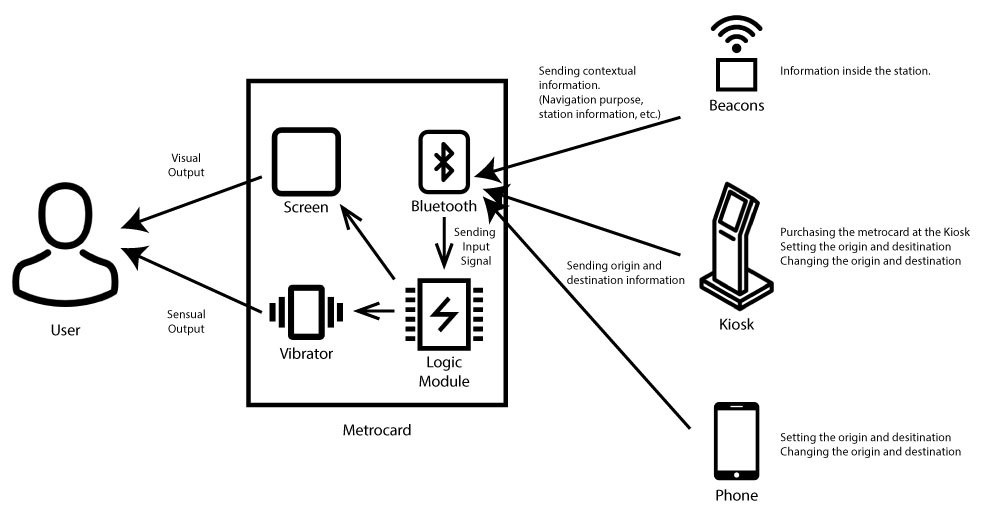 Sending contextual
information.
(Navigation purpose,
station information, etc.)
Information inside the station.
Beacons
Visual
Output
Screen
Bluetooth
Sending
Input
Signal
Purchasing the metrocard at the Kiosk
Setting the origin and desitination
Changing the origin and destination
Sending origin and
destination information
Kiosk
User
Sensual
Output
Vibrator
Logic
Module
Metrocard
Setting the origin and desitination
Changing the origin and destination
Phone